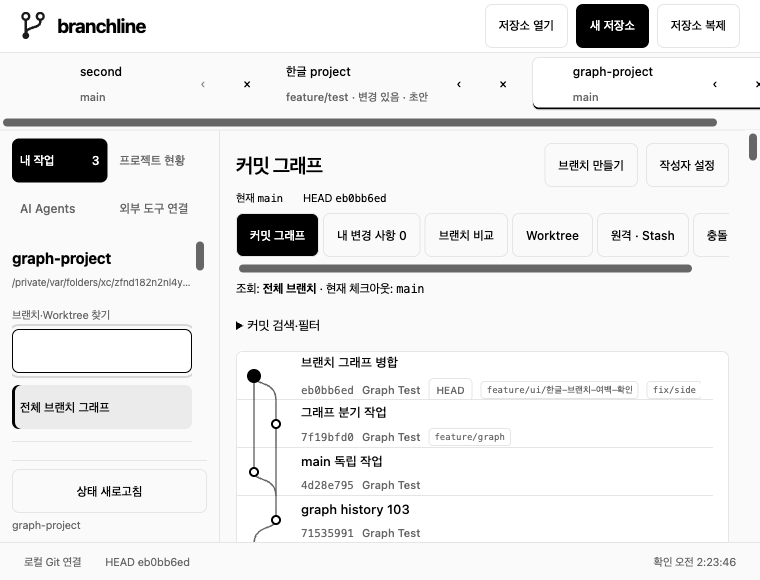 branchline
저장소 열기
새 저장소
저장소 복제
second
main
한글 project
feature/test · 변경 있음 · 초안
graph-project
main
내 작업 3
프로젝트 현황
AI Agents
외부 도구 연결
graph-project
/private/var/folders/xc/zfnd182n2nl4y...
브랜치·Worktree 찾기
전체 브랜치 그래프
상태 새로고침
graph-project
커밋 그래프
브랜치 만들기
작성자 설정
현재 main HEAD eb0bb6ed
커밋 그래프
내 변경 사항 0
브랜치 비교
Worktree
원격 · Stash
충돌
조회: 전체 브랜치 · 현재 체크아웃: main
▶ 커밋 검색·필터
브랜치 그래프 병합
eb0bb6ed Graph Test HEAD feature/ui/한글-브랜치-여백-확인 fix/side
그래프 분기 작업
7f19bfd0 Graph Test feature/graph
main 독립 작업
4d28e795 Graph Test
graph history 103
71535991 Graph Test
로컬 Git 연결
HEAD eb0bb6ed
확인 오전 2:23:46